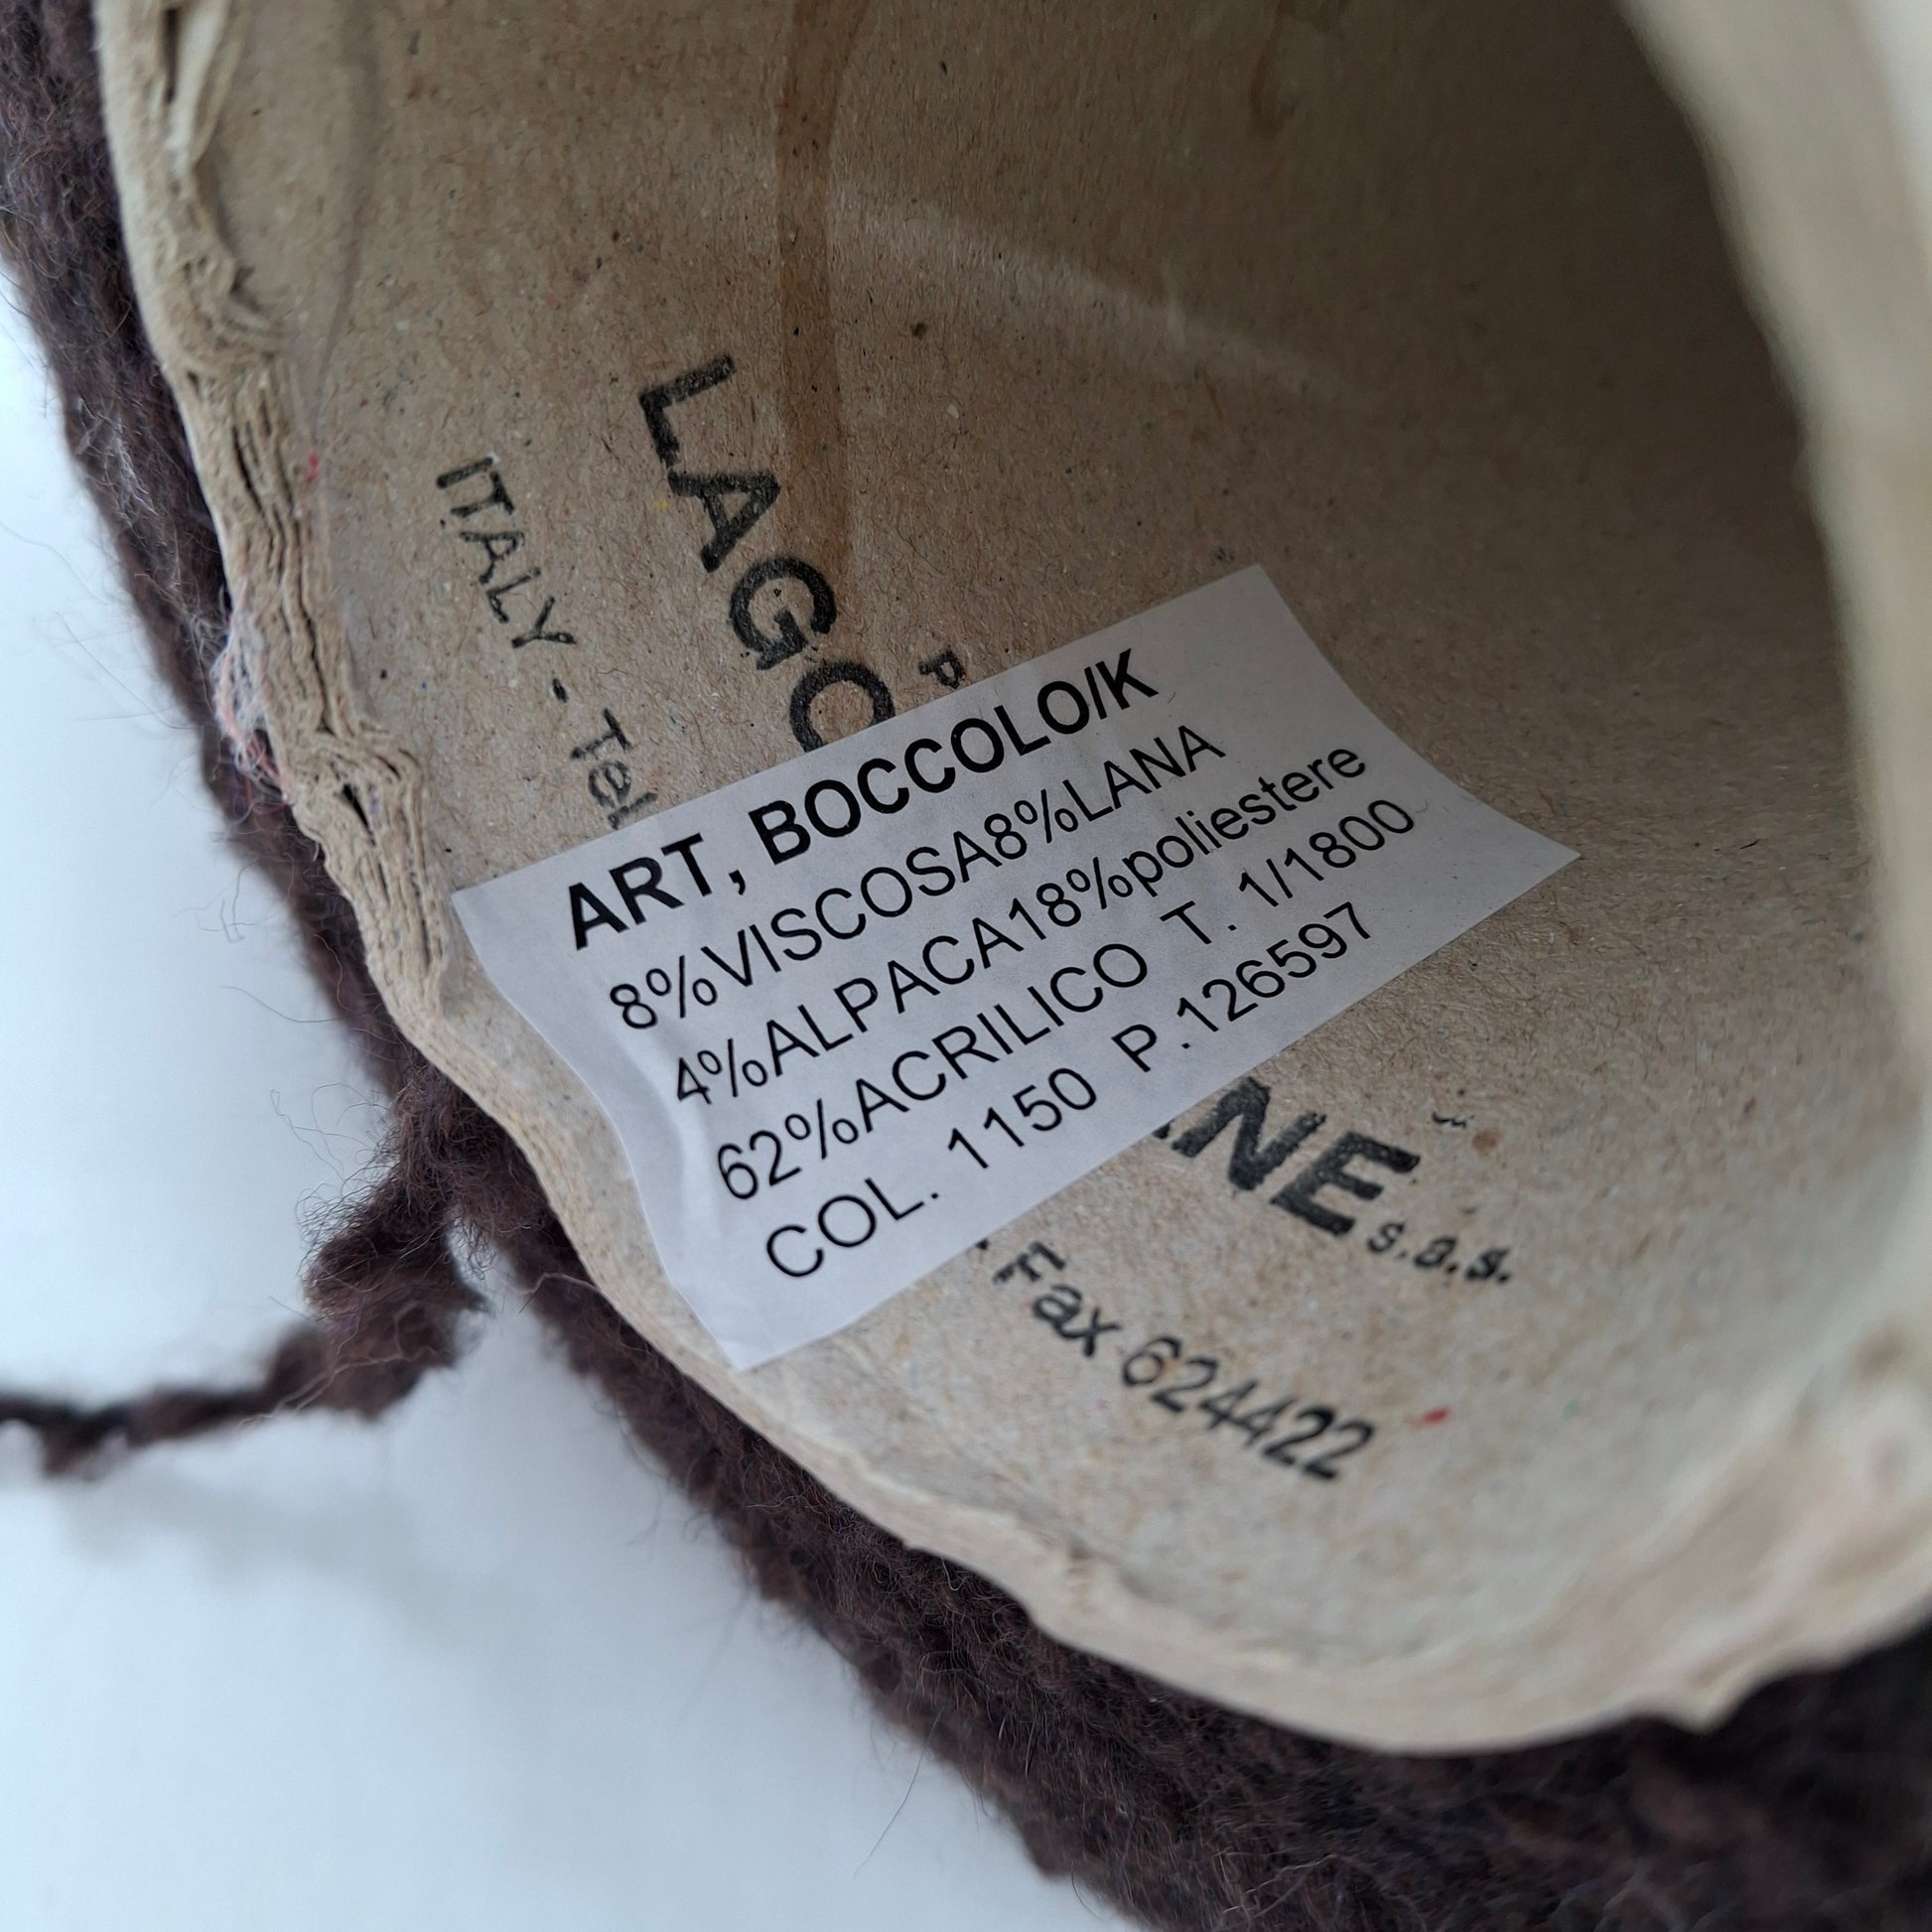 LAGO
ITALY - Tel
P
ART, BOCCOLO/K
8%VISCOSA8%LANA
4%ALPACA18%poliestere
62%ACRILICO T. 1/1800
COL. 1150 P.126597
NE s.a.s.
Fax 624422